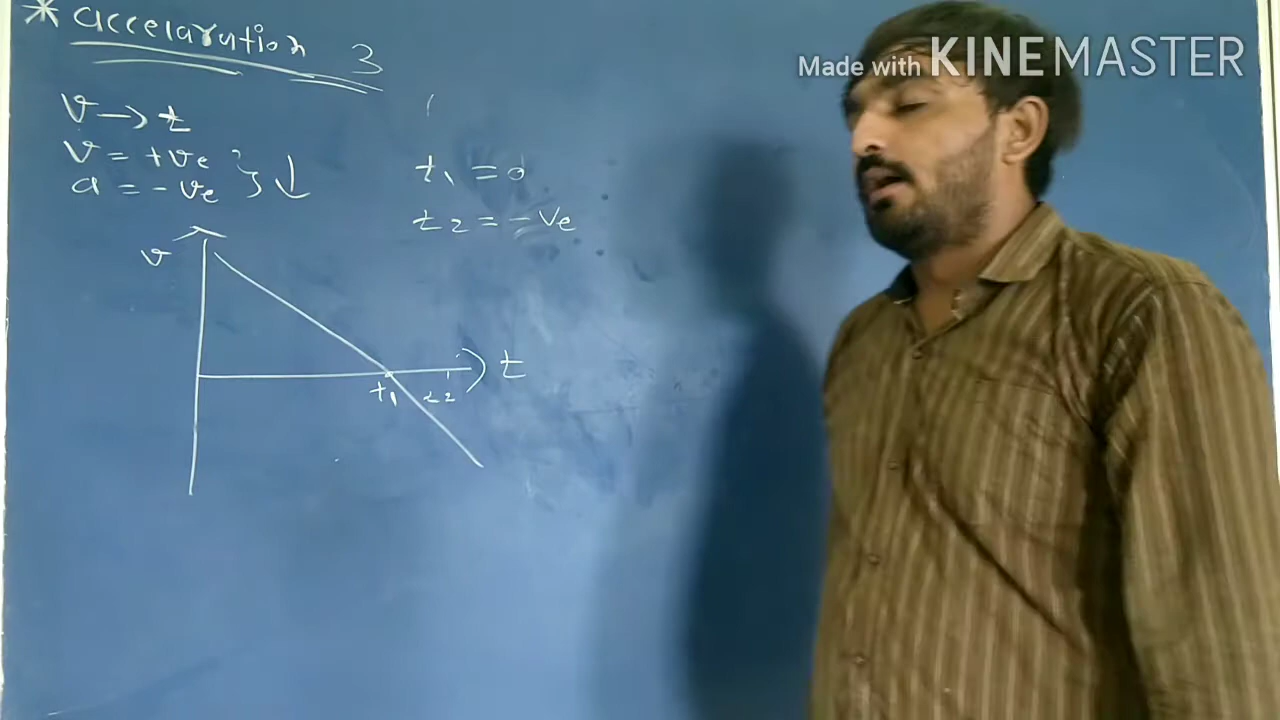 * accelaration 3
Made with KINEMASTER
v → t
v = +ve } ↓
a = -ve
t₁ = 0
t₂ = -ve
v
t
t₁ t₂